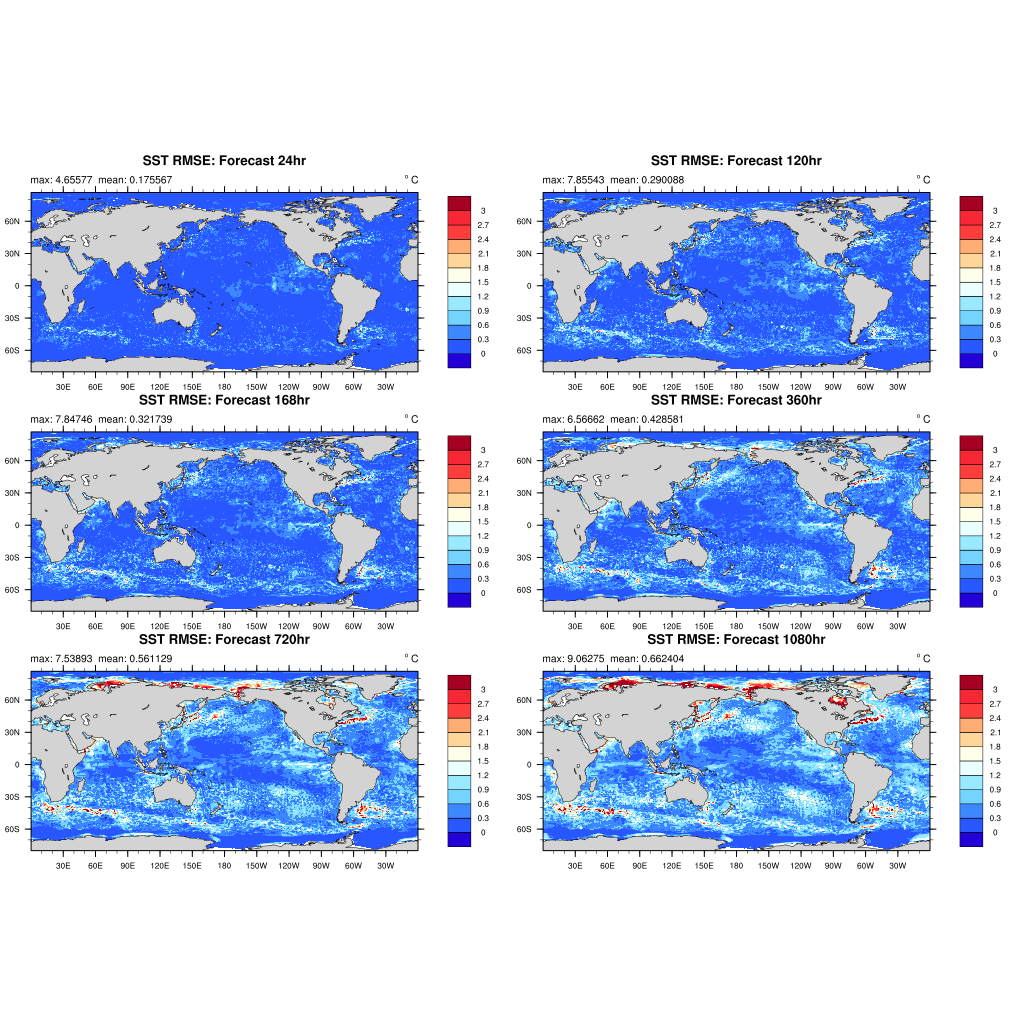 SST RMSE: Forecast 24hr
max: 4.65577 mean: 0.175567 ° C
60N
30N
0
30S
60S
30E 60E 90E 120E 150E 180 150W 120W 90W 60W 30W
3
2.7
2.4
2.1
1.8
1.5
1.2
0.9
0.6
0.3
0
SST RMSE: Forecast 120hr
max: 7.85543 mean: 0.290088 ° C
60N
30N
0
30S
60S
30E 60E 90E 120E 150E 180 150W 120W 90W 60W 30W
3
2.7
2.4
2.1
1.8
1.5
1.2
0.9
0.6
0.3
0
SST RMSE: Forecast 168hr
max: 7.84746 mean: 0.321739 ° C
60N
30N
0
30S
60S
30E 60E 90E 120E 150E 180 150W 120W 90W 60W 30W
3
2.7
2.4
2.1
1.8
1.5
1.2
0.9
0.6
0.3
0
SST RMSE: Forecast 360hr
max: 6.56662 mean: 0.428581 ° C
60N
30N
0
30S
60S
30E 60E 90E 120E 150E 180 150W 120W 90W 60W 30W
3
2.7
2.4
2.1
1.8
1.5
1.2
0.9
0.6
0.3
0
SST RMSE: Forecast 720hr
max: 7.53893 mean: 0.561129 ° C
60N
30N
0
30S
60S
30E 60E 90E 120E 150E 180 150W 120W 90W 60W 30W
3
2.7
2.4
2.1
1.8
1.5
1.2
0.9
0.6
0.3
0
SST RMSE: Forecast 1080hr
max: 9.06275 mean: 0.662404 ° C
60N
30N
0
30S
60S
30E 60E 90E 120E 150E 180 150W 120W 90W 60W 30W
3
2.7
2.4
2.1
1.8
1.5
1.2
0.9
0.6
0.3
0